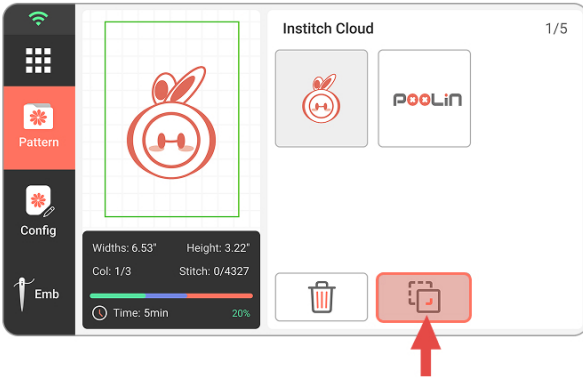 Institch Cloud
1/5
POOLIN
Pattern
Config
Emb
Widths: 6.53"
Height: 3.22"
Col: 1/3
Stitch: 0/4327
Time: 5min
20%